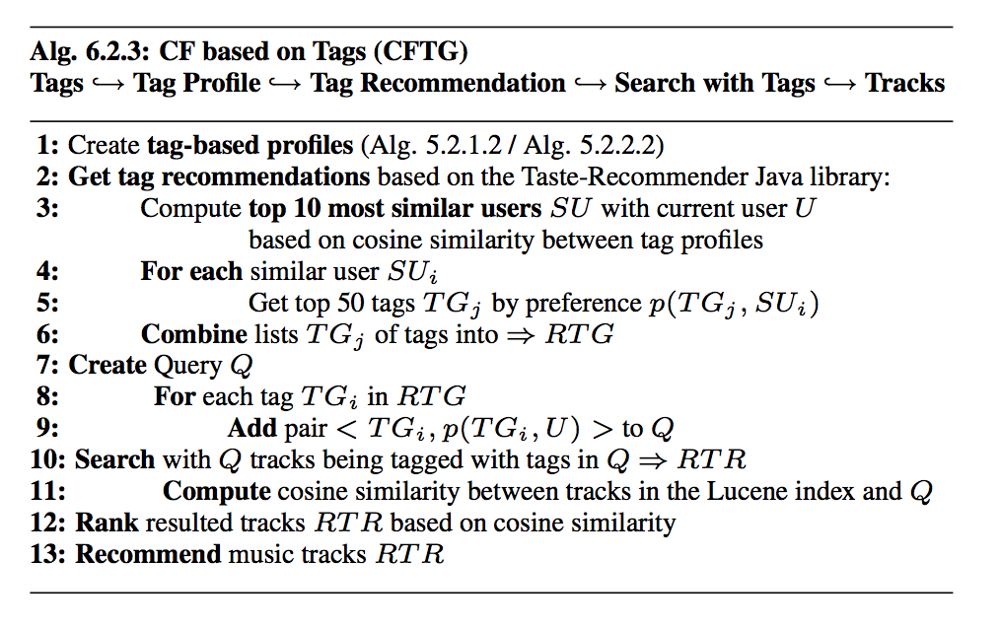 Alg. 6.2.3: CF based on Tags (CFTG)
Tags ↪ Tag Profile ↪ Tag Recommendation ↪ Search with Tags ↪ Tracks
1: Create tag-based profiles (Alg. 5.2.1.2 / Alg. 5.2.2.2)
2: Get tag recommendations based on the Taste-Recommender Java library:
3: Compute top 10 most similar users SU with current user U
based on cosine similarity between tag profiles
4: For each similar user SU_i
5: Get top 50 tags TG_j by preference p(TG_j, SU_i)
6: Combine lists TG_j of tags into ⇒ RTG
7: Create Query Q
8: For each tag TG_i in RTG
9: Add pair < TG_i, p(TG_i, U) > to Q
10: Search with Q tracks being tagged with tags in Q ⇒ RTR
11: Compute cosine similarity between tracks in the Lucene index and Q
12: Rank resulted tracks RTR based on cosine similarity
13: Recommend music tracks RTR